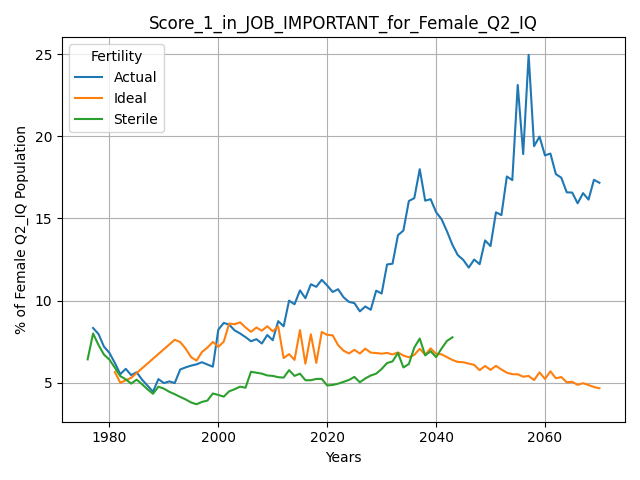 Score_1_in_JOB_IMPORTANT_for_Female_Q2_IQ
Fertility
Actual
Ideal
Sterile
% of Female Q2_IQ Population
25
20
15
10
5
1980
2000
2020
2040
2060
Years